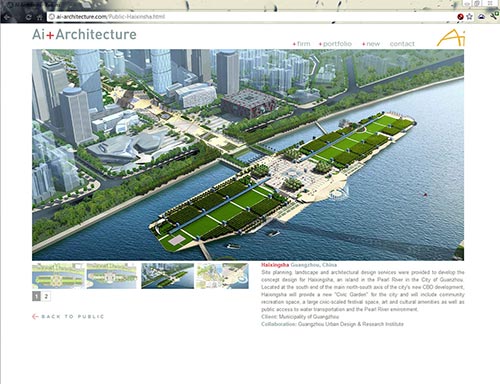 ai-architecture.com/Public-Haixinsha.html
Ai+Architecture
+ firm + portfolio + new contact
Ai
Haixingsha Guangzhou, China
Site planning, landscape and architectural design services were provided to develop the
concept design for Haixingsha, an island in the Pearl River in the City of Guanzhou.
Located at the south end of the main north-south axis of the city's new CBD development,
Haixingsha will provide a new "Civic Garden" for the city and will include community
recreation space, a large civic-scaled festival space, art and cultural amenities as well as
public access to water transportation and the Pearl River environment.
Client: Municipality of Guangzhou
Collaboration: Guangzhou Urban Design & Research Institute
1 2
BACK TO PUBLIC